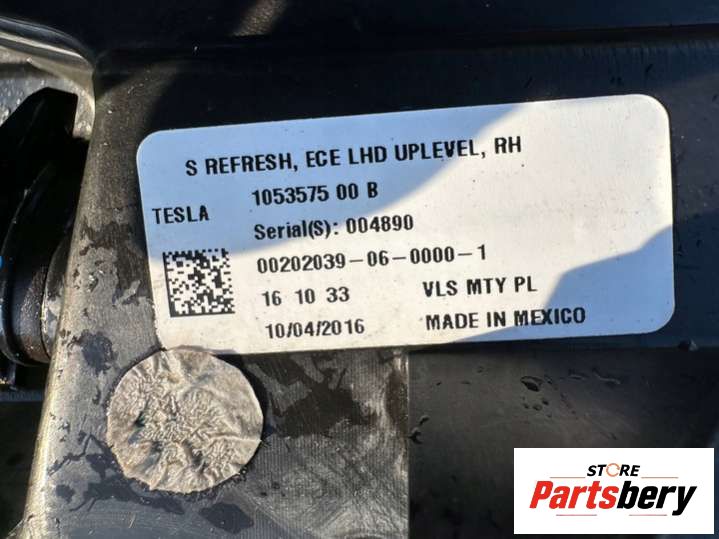 S REFRESH, ECE LHD UPLEVEL, RH
1053575 00 B
TESLA
Serial(S): 004890
00202039-06-0000-1
16 10 33 VLS MTY PL
10/04/2016 MADE IN MEXICO
STORE
Partsbery